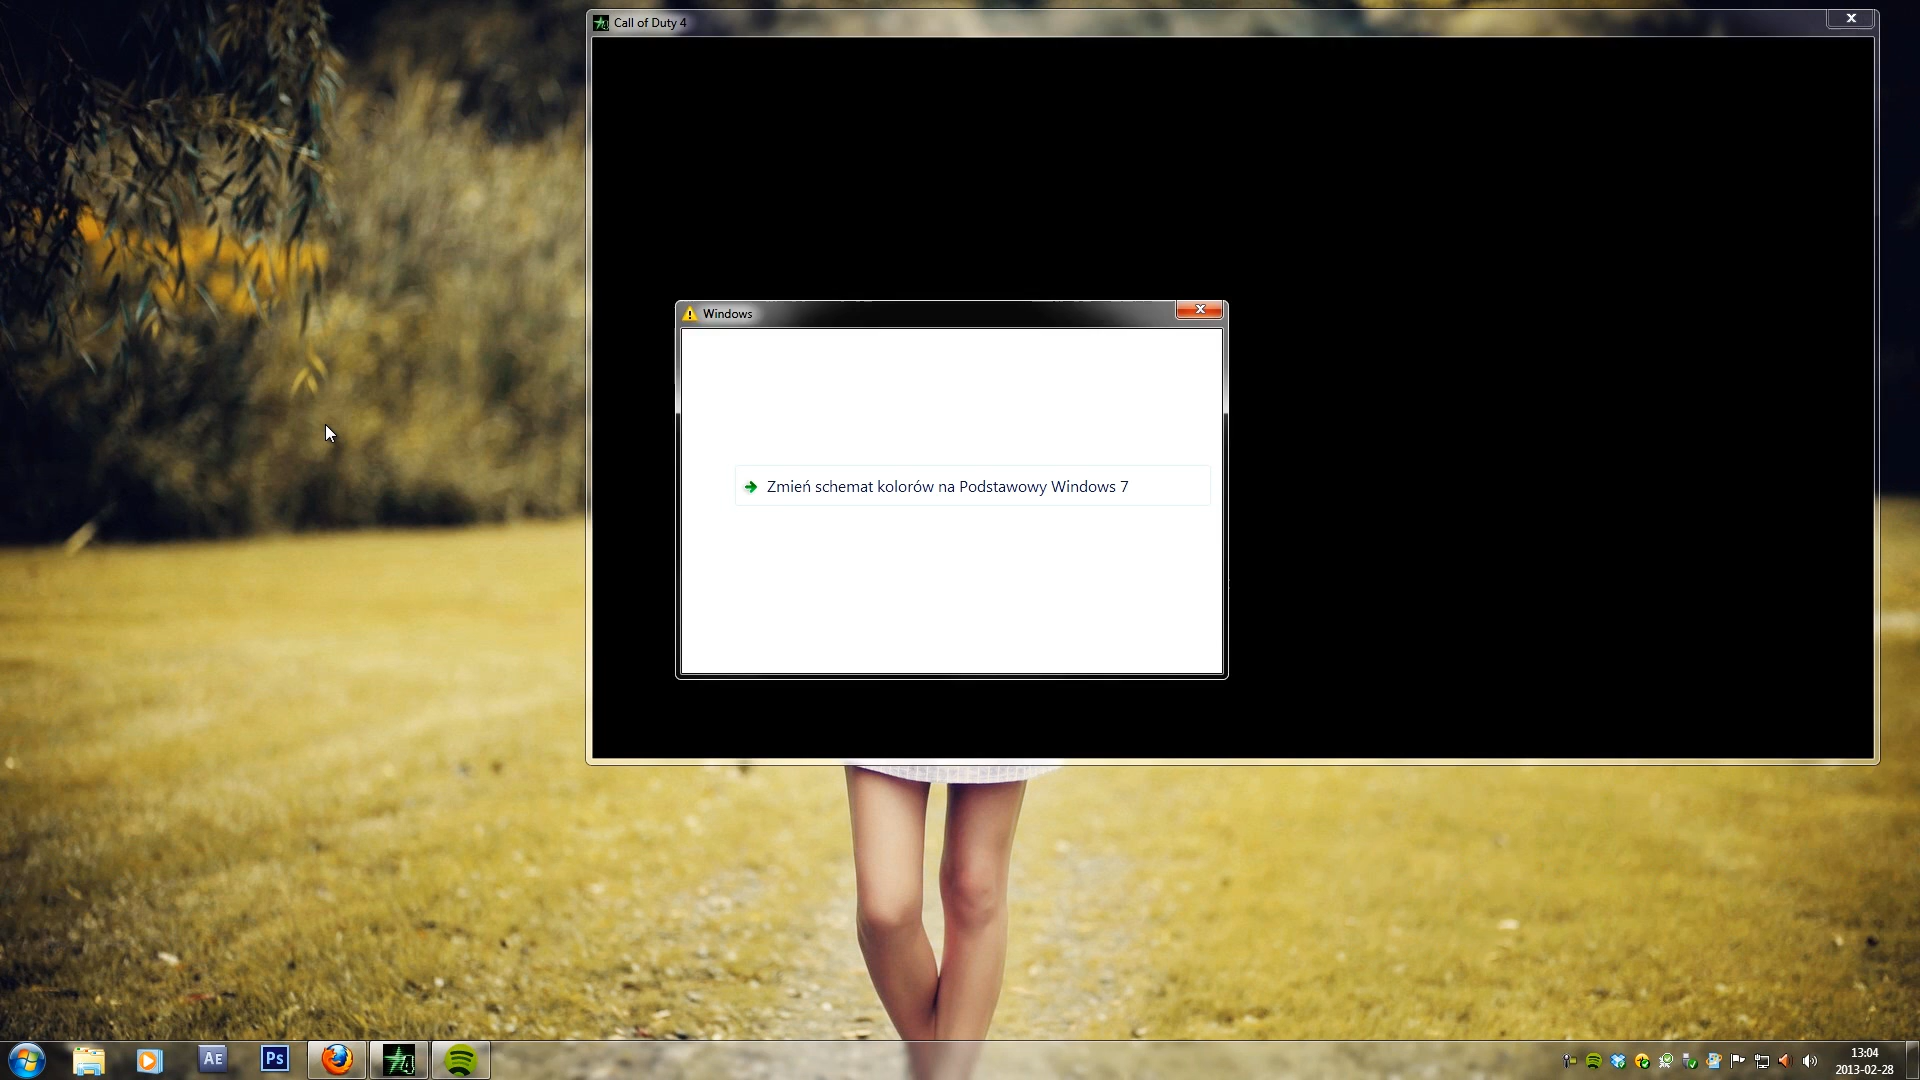 Call of Duty 4
Windows
Zmień schemat kolorów na Podstawowy Windows 7
Ae
Ps
4
13:04
2013-02-28